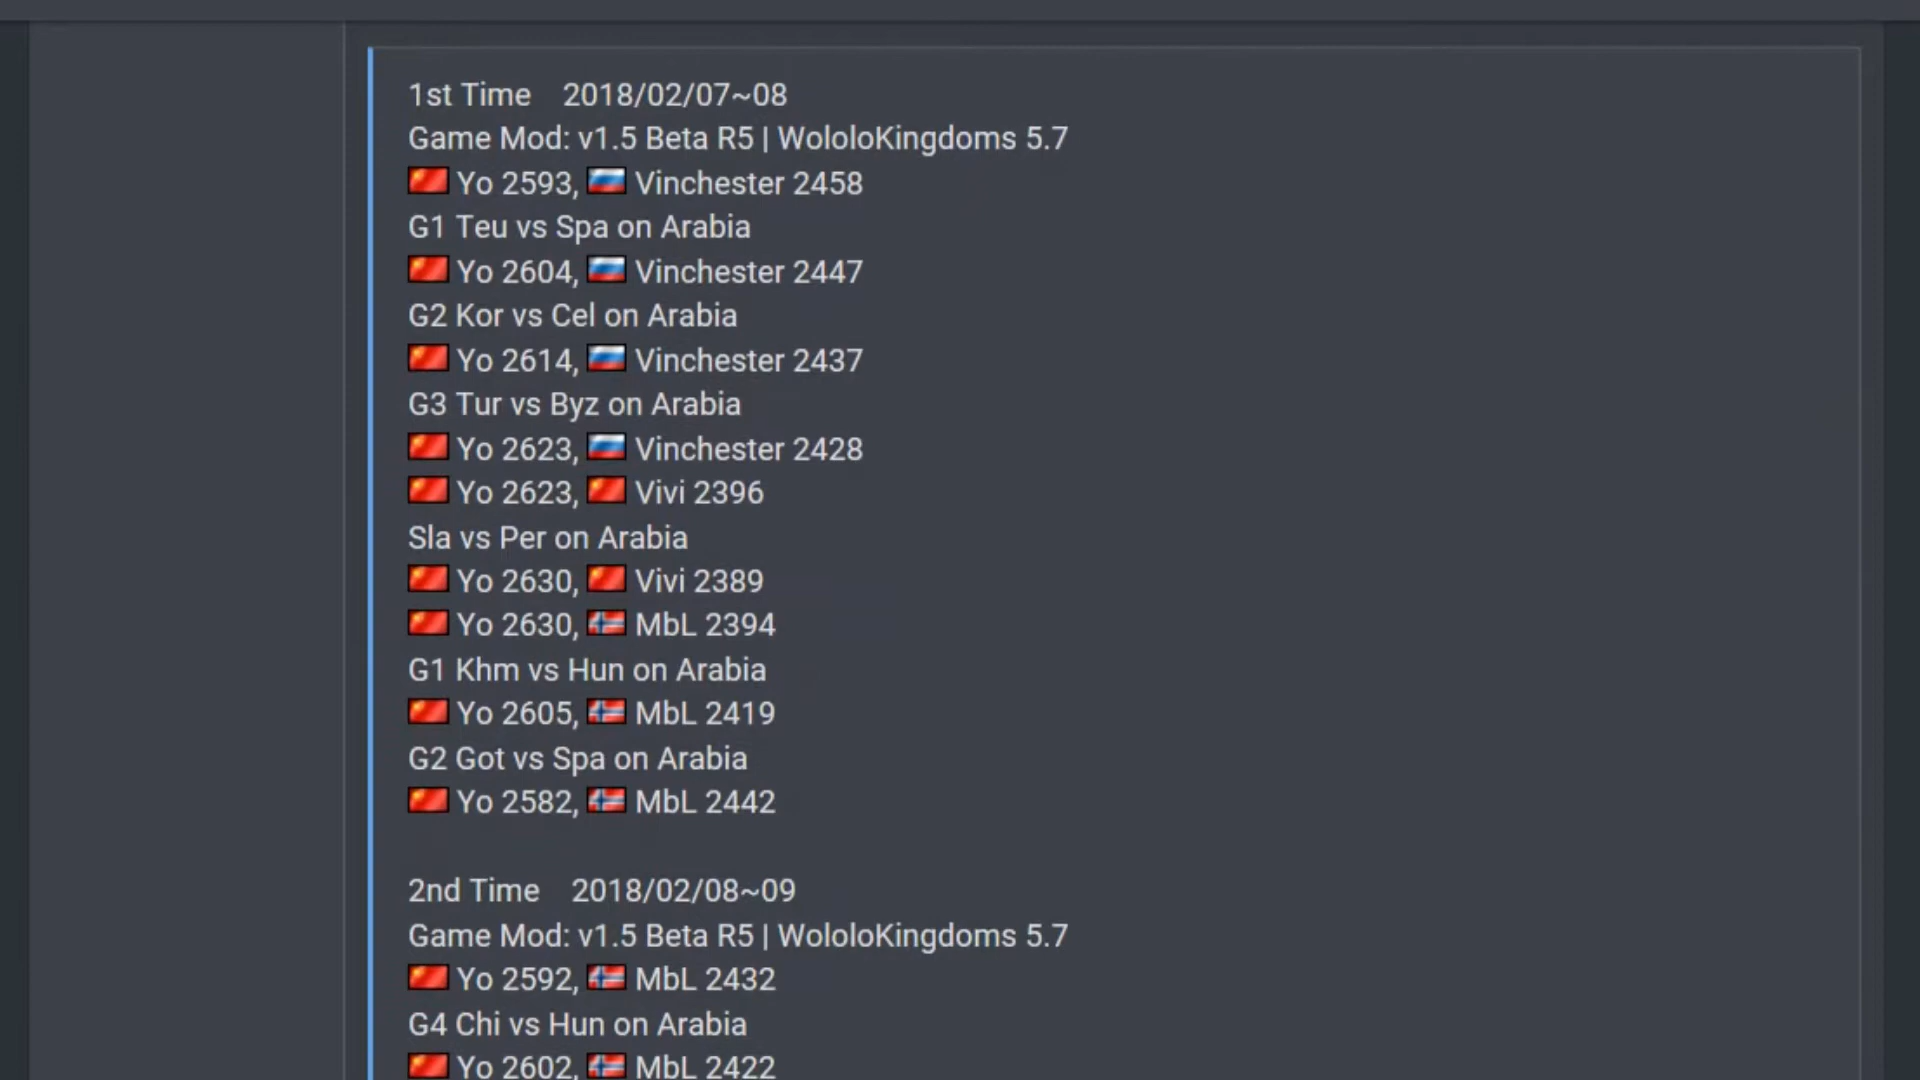 1st Time 2018/02/07~08
Game Mod: v1.5 Beta R5 | WololoKingdoms 5.7
Yo 2593, Vinchester 2458
G1 Teu vs Spa on Arabia
Yo 2604, Vinchester 2447
G2 Kor vs Cel on Arabia
Yo 2614, Vinchester 2437
G3 Tur vs Byz on Arabia
Yo 2623, Vinchester 2428
Yo 2623, Vivi 2396
Sla vs Per on Arabia
Yo 2630, Vivi 2389
Yo 2630, MbL 2394
G1 Khm vs Hun on Arabia
Yo 2605, MbL 2419
G2 Got vs Spa on Arabia
Yo 2582, MbL 2442
2nd Time 2018/02/08~09
Game Mod: v1.5 Beta R5 | WololoKingdoms 5.7
Yo 2592, MbL 2432
G4 Chi vs Hun on Arabia
Yo 2602, MbL 2422